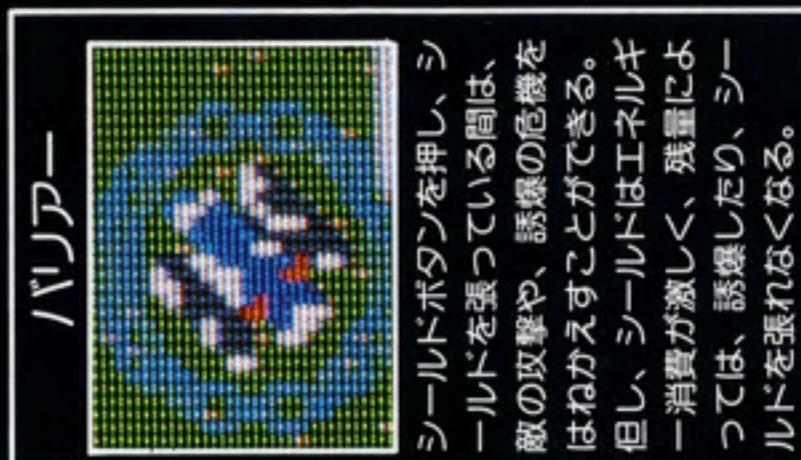 バリアー
シールドボタンを押し、シ
ールドを張っている間は、
敵の攻撃や、誘爆の危機を
はねかえすことができる。
但し、シールドはエネルギ
ー消費が激しく、残量によ
っては、誘爆したり、シー
ルドを張れなくなる。